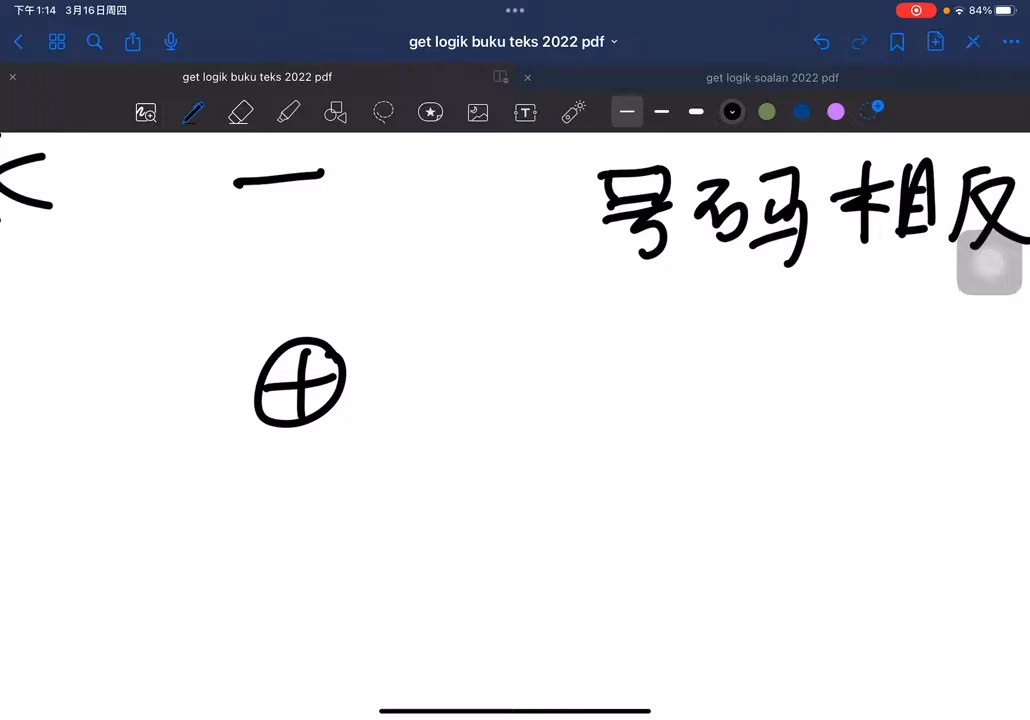 下午1:14 3月16日周四
84%
get logik buku teks 2022 pdf
get logik buku teks 2022 pdf
get logik soalan 2022 pdf
T
一 号码相反
+